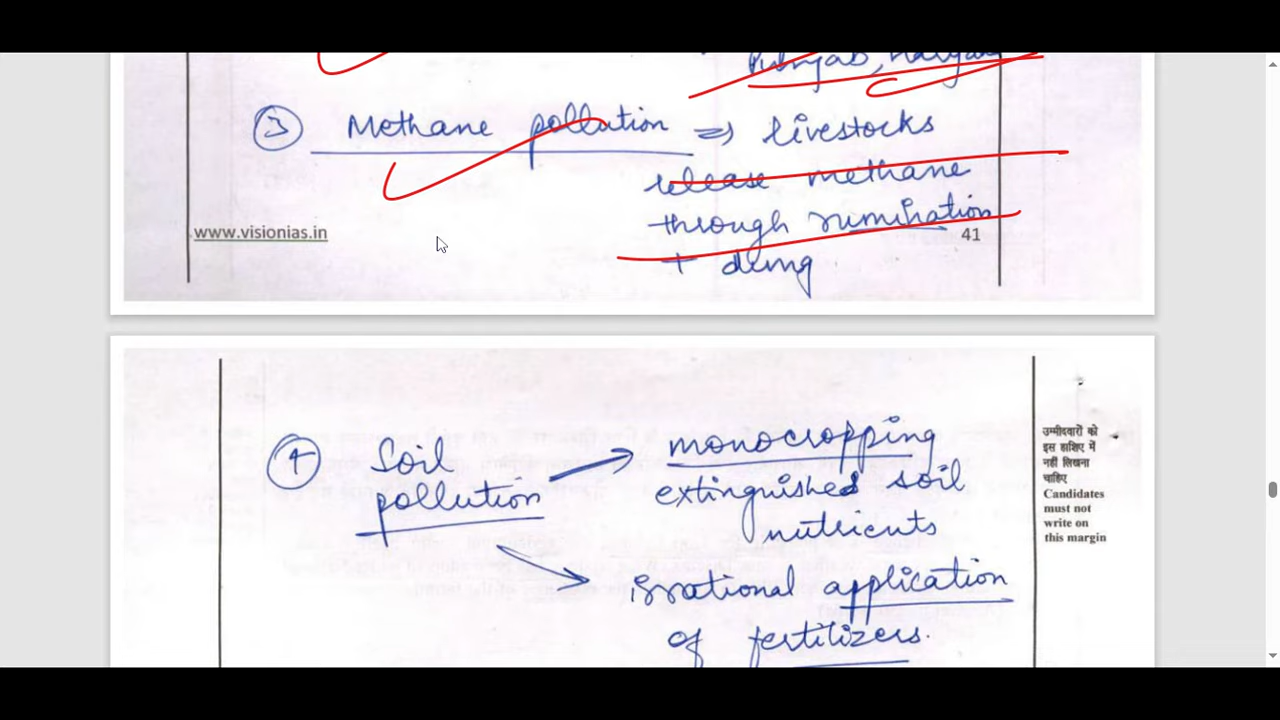 Punjab, Haryana
③ Methane pollution ⇒ livestocks
release methane
through rumination
www.visionias.in
41
+ dung
④ Soil pollution → monocropping
extinguishes soil
nutrients
→ irrational application
of fertilizers.
उम्मीदवारों को
इस हाशिए में
नहीं लिखना
चाहिए
Candidates
must not
write on
this margin